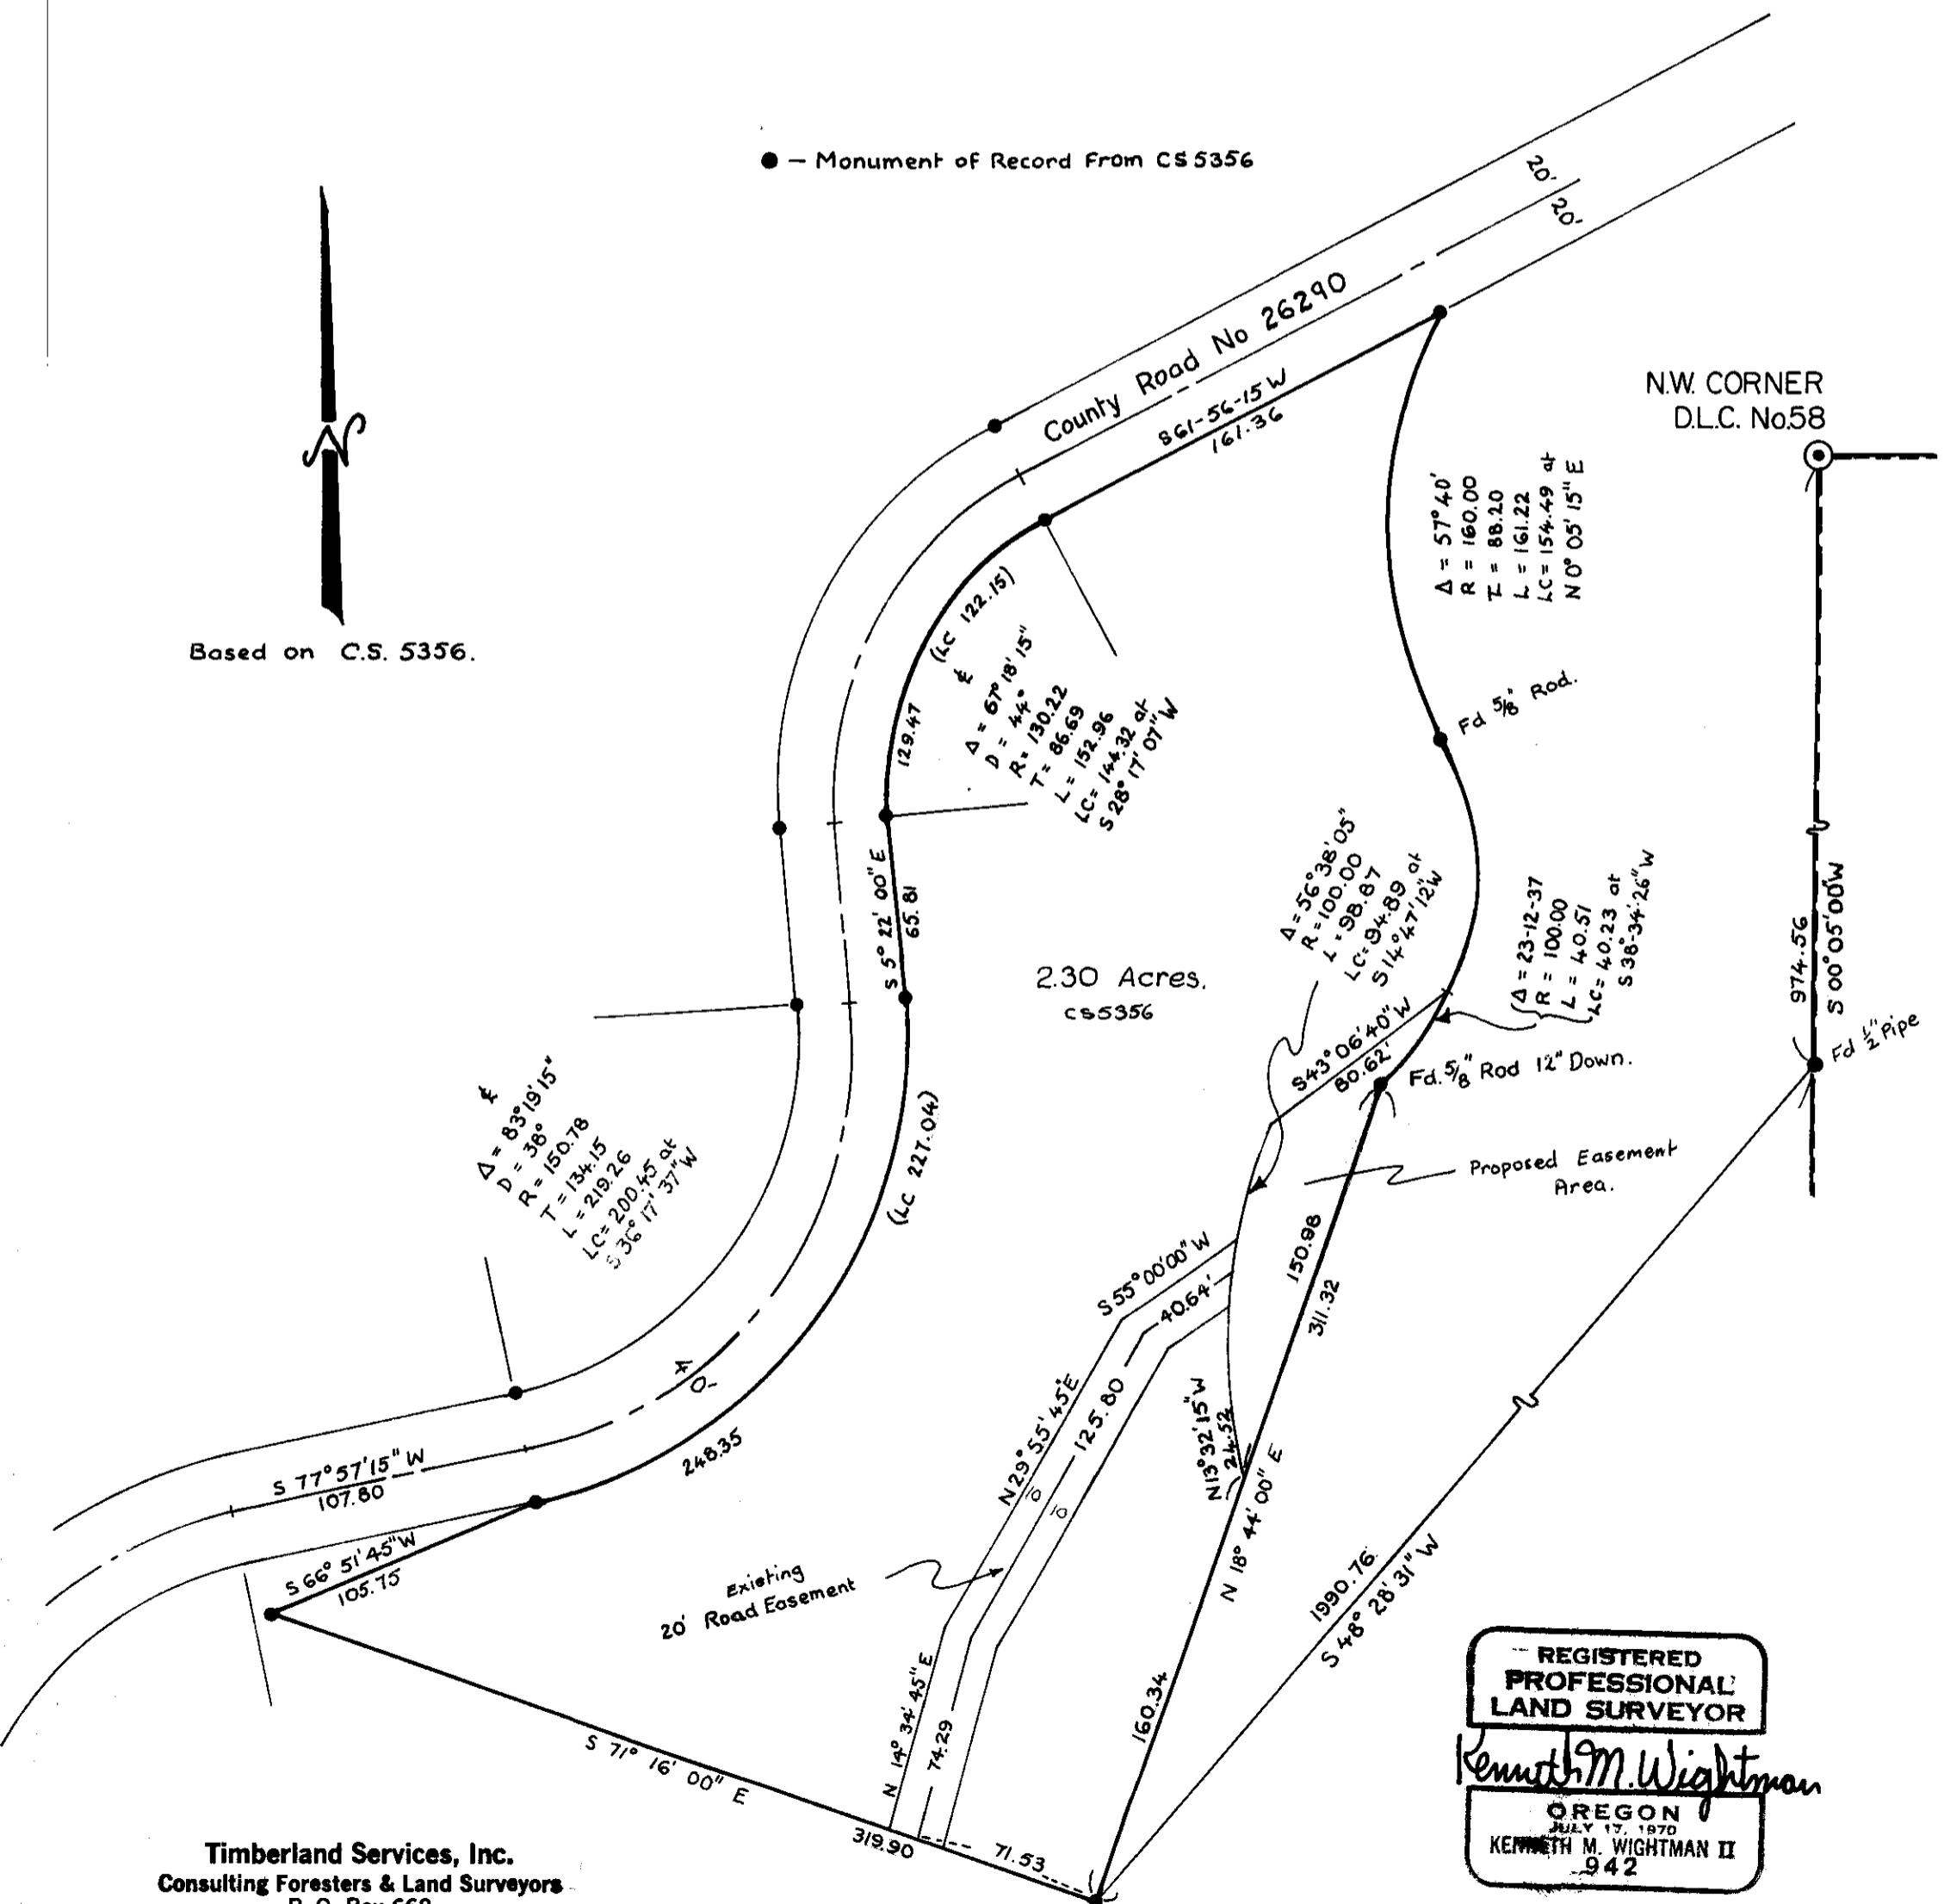 ● – Monument of Record From CS5356
20'
20'
County Road No 26290
S61-56-15 W
161.36
N.W. CORNER
D.L.C. No.58
Based on C.S. 5356.
Δ = 57° 40'
R = 160.00
T = 88.20
L = 161.22
LC = 154.49 at
N 0° 05' 15" E
(LC 122.15)
129.47
℄
Δ = 67° 18' 15"
D = 44°
R = 130.22
T = 86.69
L = 152.96
LC = 144.32 at
S 28° 17' 07" W
Fd 5/8" Rod.
S 5° 22' 00" E
65.81
2.30 Acres.
CS5356
Δ = 56° 38' 05"
R = 100.00
L = 98.87
LC = 94.89 at
S 14° 47' 12" W
(Δ = 23-12-37
R = 100.00
L = 40.51
LC = 40.23 at
S 38°-34'-26" W
974.56
S 00° 05' 00" W
Fd ½" Pipe
S 43° 06' 40" W
80.62'
Fd. 5/8" Rod 12" Down.
℄
Δ = 83° 19' 15"
D = 38°
R = 150.78
T = 134.15
L = 219.26
LC = 200.45 at
S 36° 17' 37" W
(LC 227.04)
Proposed Easement
Area.
S 55° 00' 00" W
40.64'
150.98
311.32
40'
248.35
N 29° 55' 45" E
125.80
10
10
N 13° 32' 15" W
24.52
N 18° 44' 00" E
S 77° 57' 15" W
107.80
S 66° 51' 45" W
105.75
Existing
20' Road Easement
1990.76
S 48° 28' 31" W
N 14° 34' 45" E
74.29
160.34
S 71° 16' 00" E
319.90
71.53
REGISTERED
PROFESSIONAL
LAND SURVEYOR
Kenneth M. Wightman
OREGON
JULY 17, 1970
KENNETH M. WIGHTMAN II
942
Timberland Services, Inc.
Consulting Foresters & Land Surveyors
P. O. Box 668